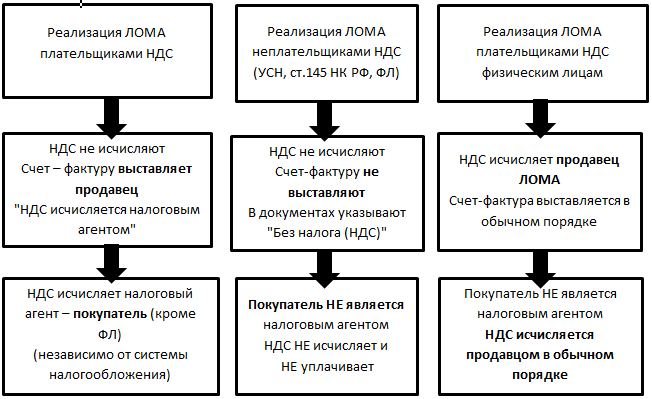 Реализация ЛОМА
плательщиками НДС
НДС не исчисляют
Счет – фактуру выставляет
продавец
"НДС исчисляется налоговым
агентом"
НДС исчисляет налоговый
агент – покупатель (кроме
ФЛ)
(независимо от системы
налогообложения)
Реализация ЛОМА
неплательщиками НДС
(УСН, ст.145 НК РФ, ФЛ)
НДС не исчисляют
Счет-фактуру не
выставляют
В документах указывают
"Без налога (НДС)"
Покупатель НЕ является
налоговым агентом
НДС НЕ исчисляет и
НЕ уплачивает
Реализация ЛОМА
плательщиками НДС
физическим лицам
НДС исчисляет продавец
ЛОМА
Счет-фактура выставляется в
обычном порядке
Покупатель НЕ является
налоговым агентом
НДС исчисляется
продавцом в обычном
порядке